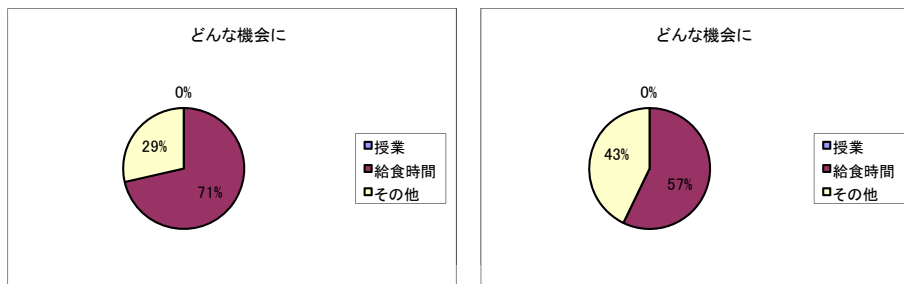 どんな機会に
0%
29%
71%
授業
給食時間
その他
どんな機会に
0%
43%
57%
授業
給食時間
その他